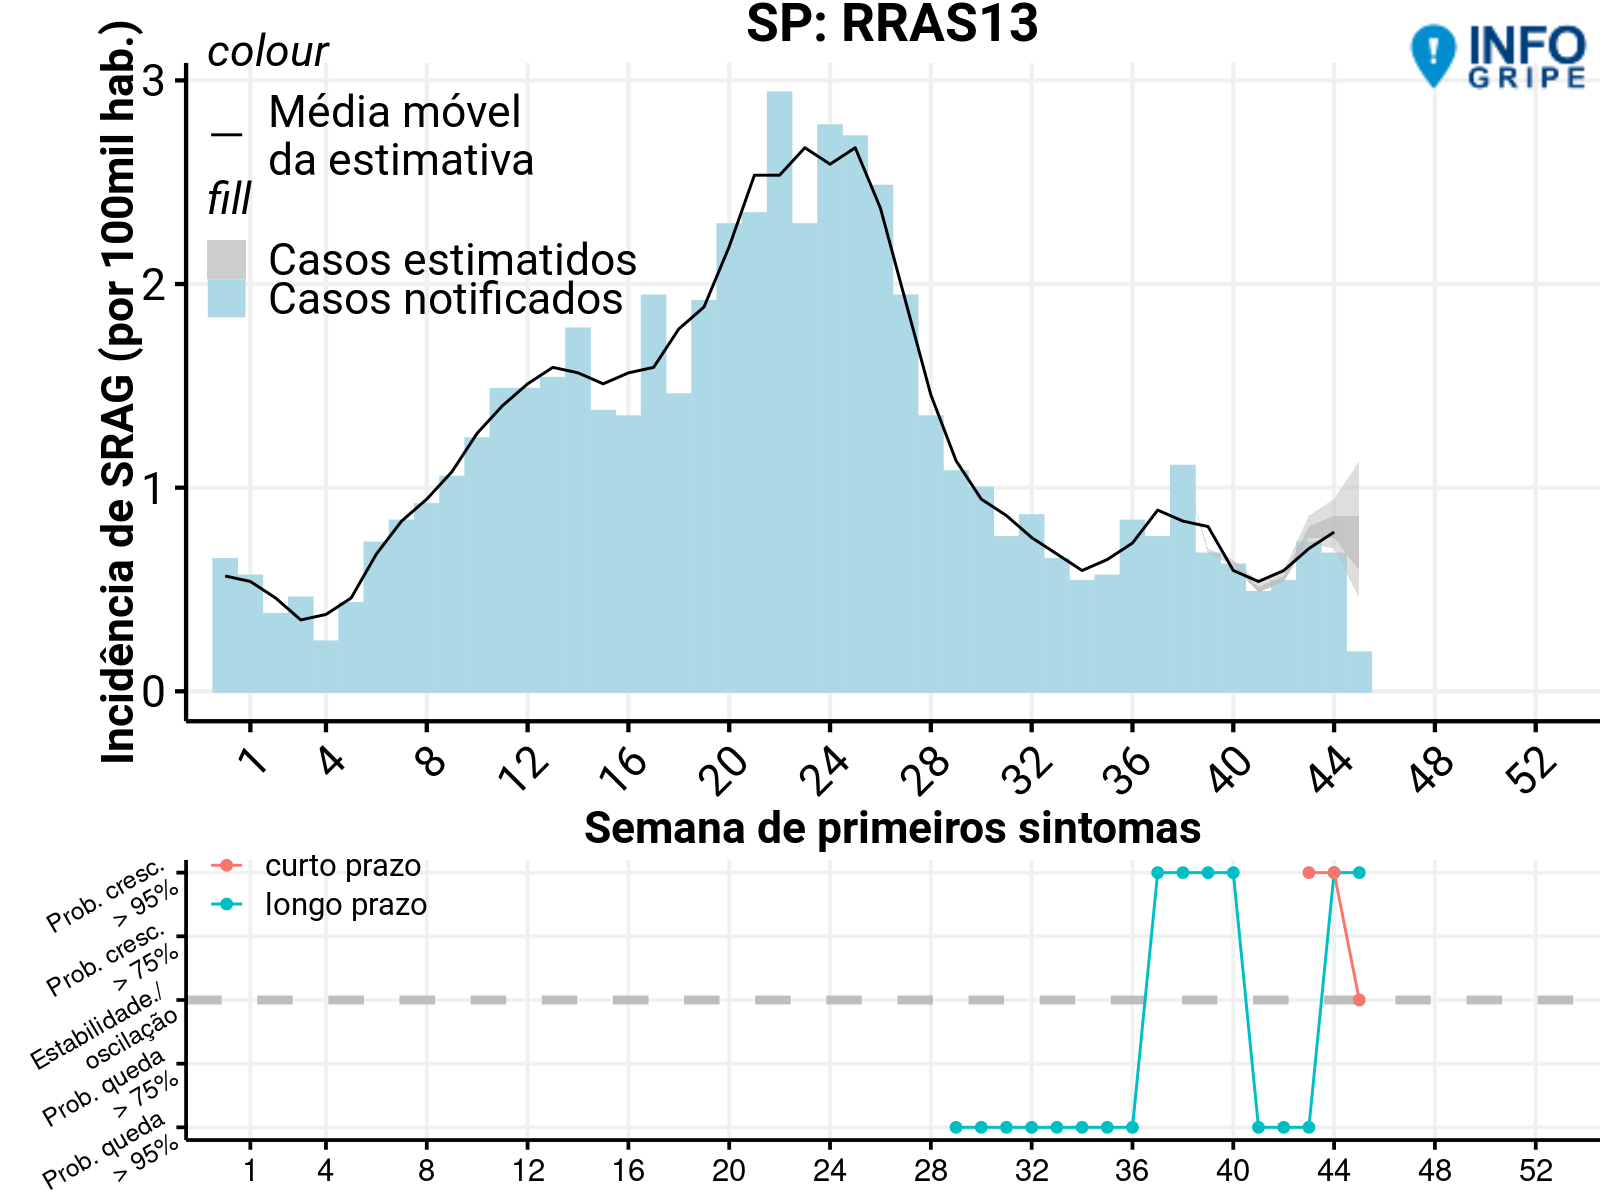 SP: RRAS13
INFO
GRIPE
colour
Média móvel
da estimativa
fill
Casos estimatidos
Casos notificados
Incidência de SRAG (por 100mil hab.)
3
2
1
0
1 4 8 12 16 20 24 28 32 36 40 44 48 52
Semana de primeiros sintomas
curto prazo
longo prazo
Prob. cresc.
> 95%
Prob. cresc.
> 75%
Estabilidade./
oscilação
Prob. queda
> 75%
Prob. queda
> 95%
1 4 8 12 16 20 24 28 32 36 40 44 48 52